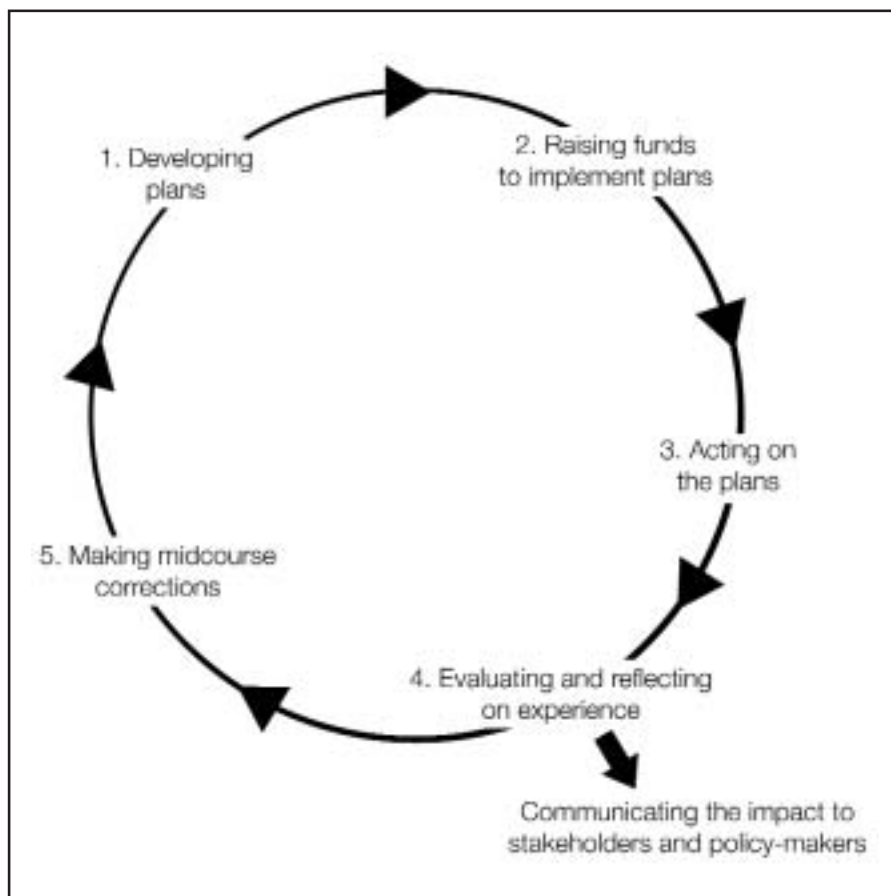 1. Developing
plans
2. Raising funds
to implement plans
3. Acting on
the plans
4. Evaluating and reflecting
on experience
Communicating the impact to
stakeholders and policy-makers
5. Making midcourse
corrections